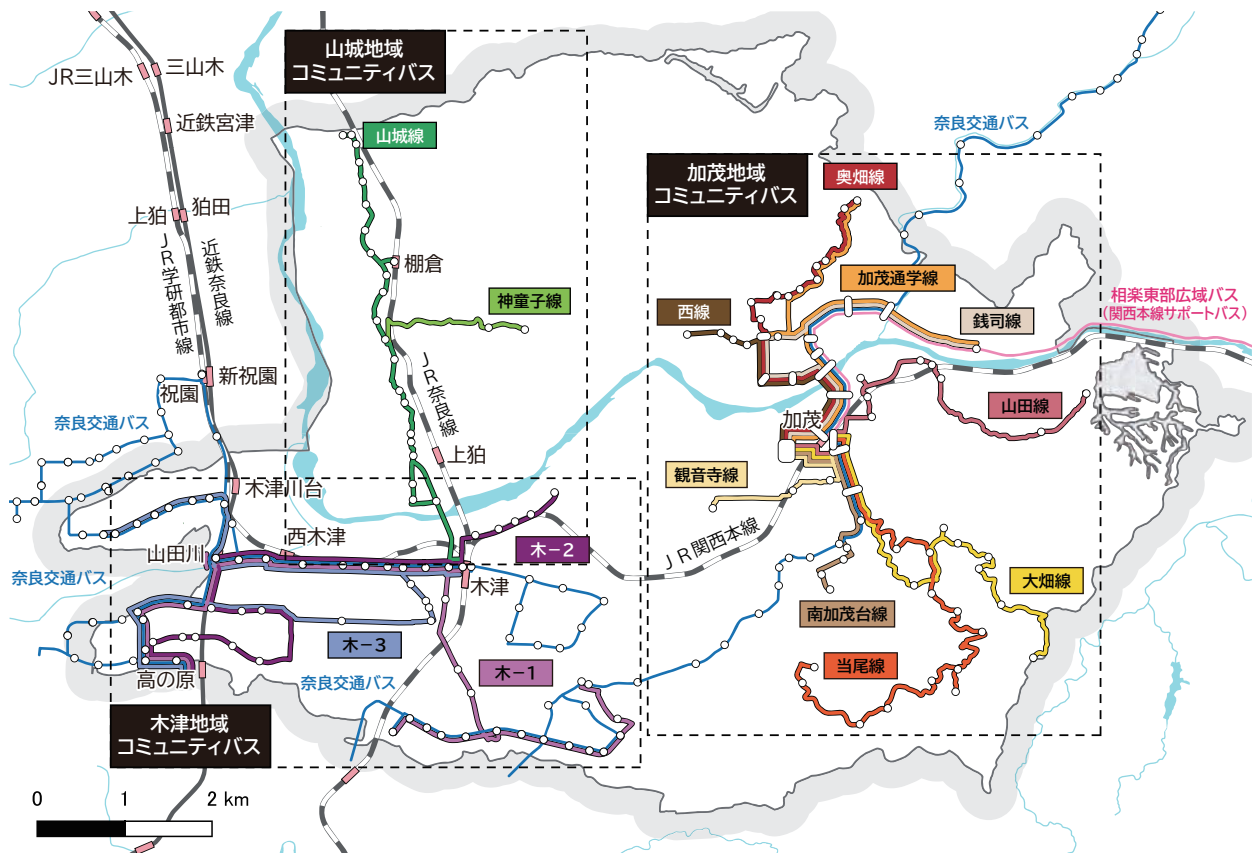 山城地域
コミュニティバス
三山木
JR三山木
近鉄宮津
山城線
奈良交通バス
加茂地域
コミュニティバス
奥畑線
狛田
上狛
近鉄奈良線
JR学研都市線
棚倉
加茂通学線
神童子線
相楽東部広域バス
(関西本線サポートバス)
西線
銭司線
JR奈良線
新祝園
祝園
山田線
加茂
奈良交通バス
上狛
観音寺線
木津川台
JR関西本線
西木津
木-2
山田川
奈良交通バス
木津
大畑線
南加茂台線
木-3
木-1
当尾線
高の原
奈良交通バス
木津地域
コミュニティバス
0 1 2 km